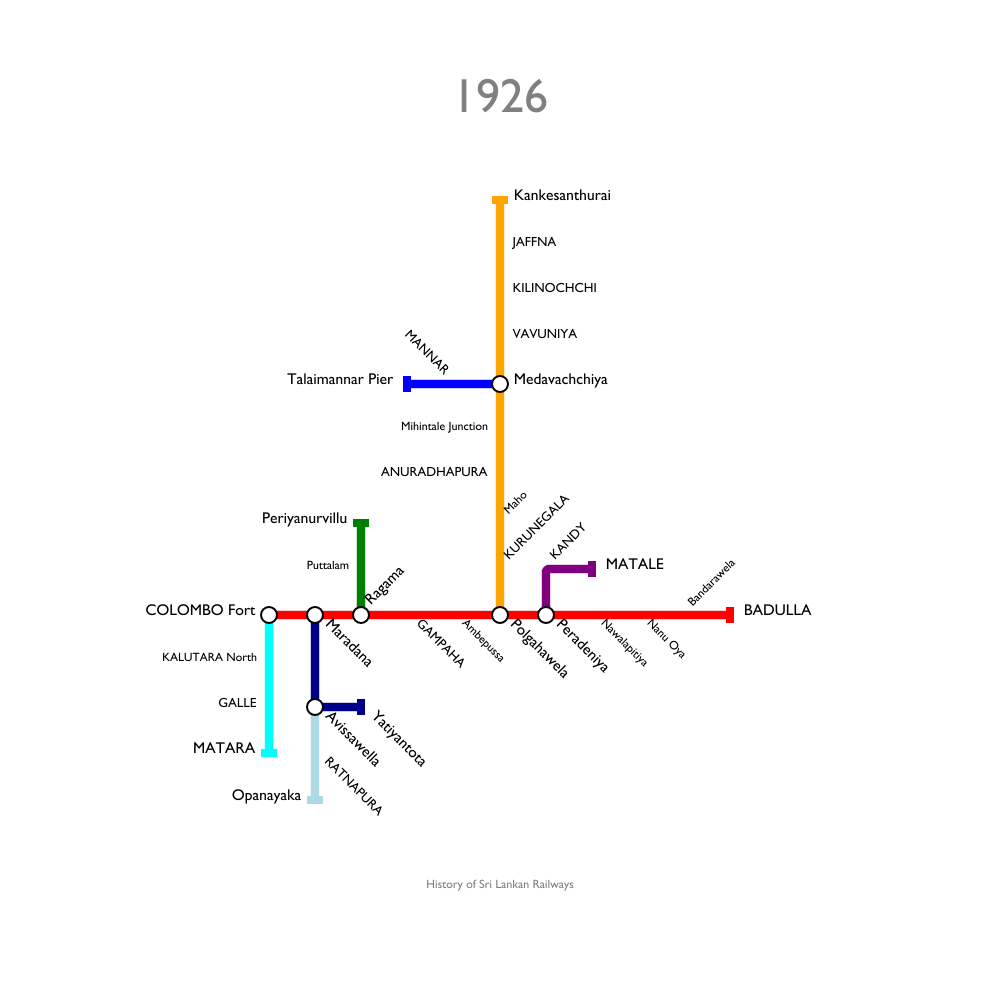 1926
Kankesanthurai
JAFFNA
KILINOCHCHI
VAVUNIYA
MANNAR
Talaimannar Pier
Medavachchiya
Mihintale Junction
ANURADHAPURA
Maho
KURUNEGALA
KANDY
Periyanurvillu
Puttalam
Ragama
MATALE
Bandarawela
COLOMBO Fort
BADULLA
Maradana
GAMPAHA
Ambepussa
Polgahawela
Peradeniya
Nawalapitiya
Nanu Oya
KALUTARA North
GALLE
Avissawella
Yatiyantota
MATARA
RATNAPURA
Opanayaka
History of Sri Lankan Railways